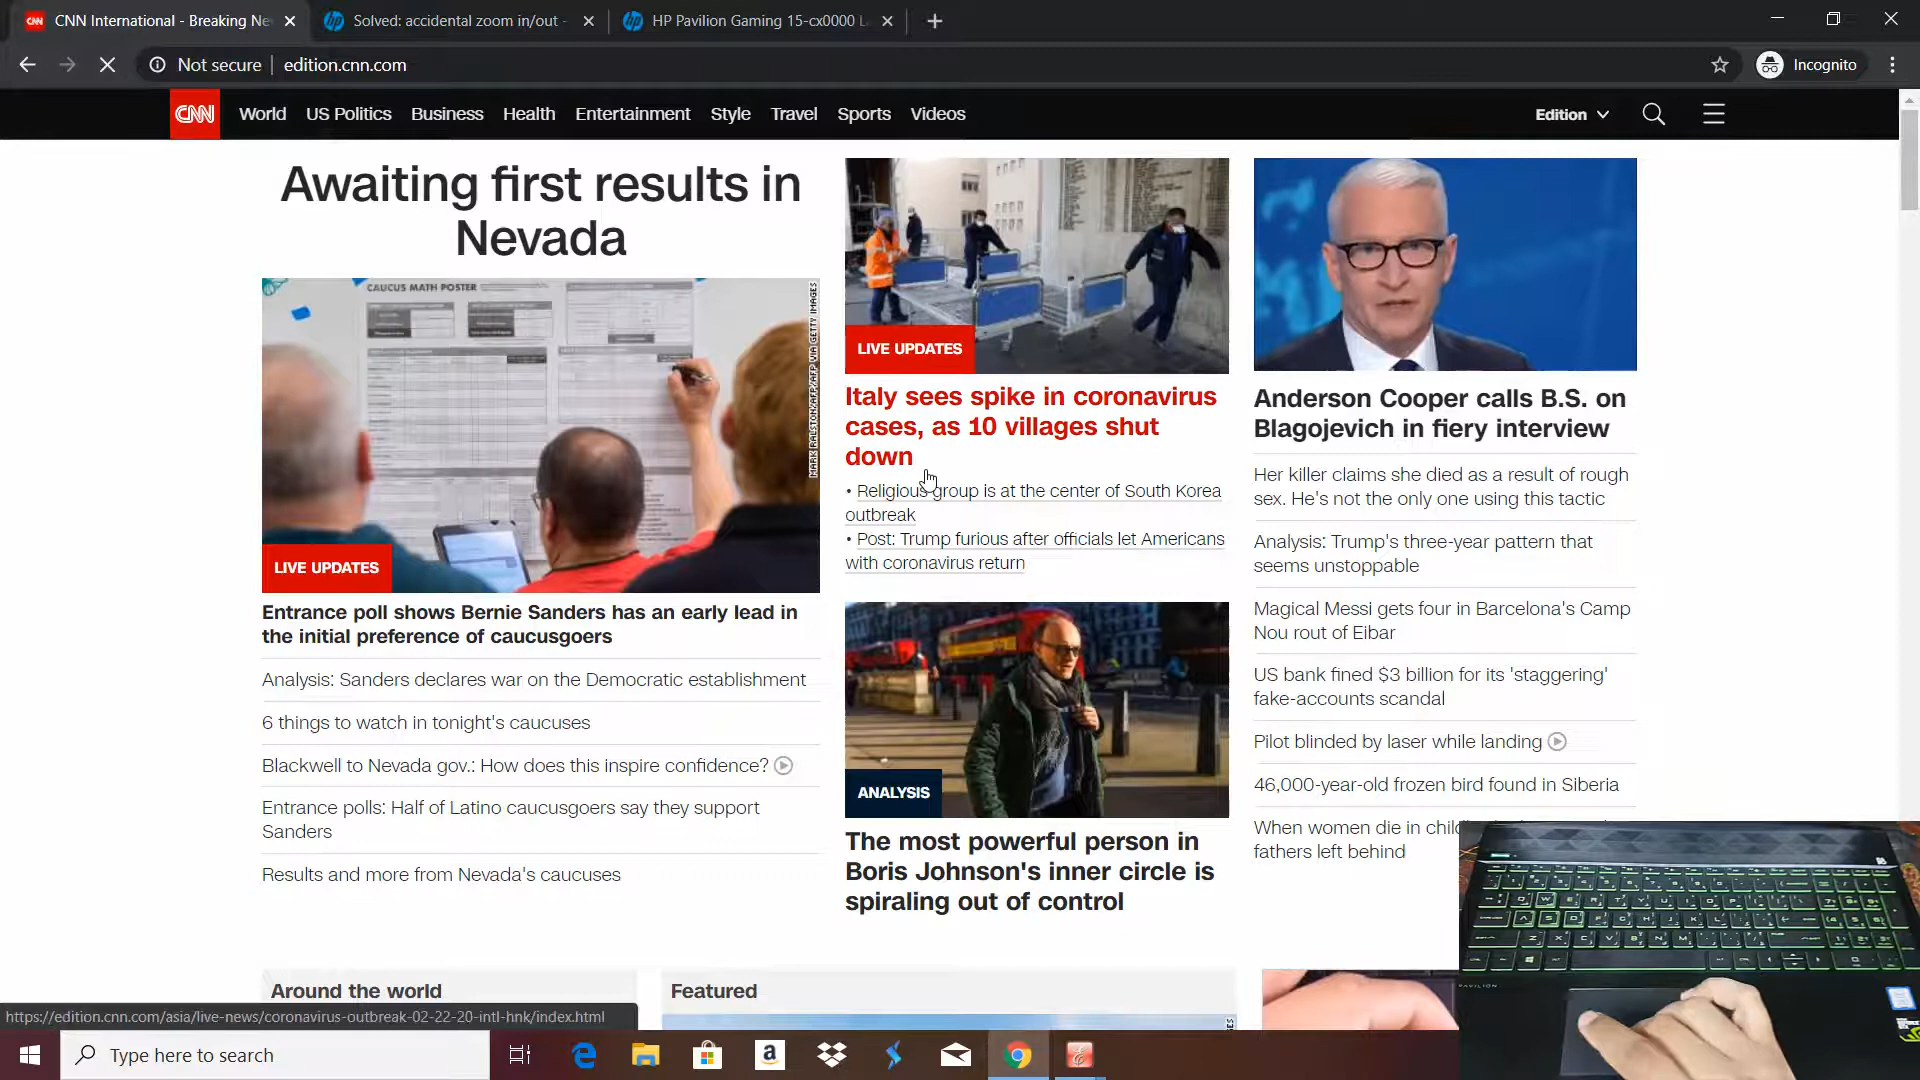 CNN International - Breaking Ne
Solved: accidental zoom in/out -
HP Pavilion Gaming 15-cx0000 L
Not secure
edition.cnn.com
Incognito
CNN
World
US Politics
Business
Health
Entertainment
Style
Travel
Sports
Videos
Edition
Awaiting first results in
Nevada
CAUCUS MATH POSTER
MARK RALSTON/AFP/AFP VIA GETTY IMAGES
LIVE UPDATES
Entrance poll shows Bernie Sanders has an early lead in
the initial preference of caucusgoers
Analysis: Sanders declares war on the Democratic establishment
6 things to watch in tonight's caucuses
Blackwell to Nevada gov.: How does this inspire confidence?
Entrance polls: Half of Latino caucusgoers say they support
Sanders
Results and more from Nevada's caucuses
LIVE UPDATES
Italy sees spike in coronavirus
cases, as 10 villages shut
down
• Religious group is at the center of South Korea
outbreak
• Post: Trump furious after officials let Americans
with coronavirus return
ANALYSIS
The most powerful person in
Boris Johnson's inner circle is
spiraling out of control
Anderson Cooper calls B.S. on
Blagojevich in fiery interview
Her killer claims she died as a result of rough
sex. He's not the only one using this tactic
Analysis: Trump's three-year pattern that
seems unstoppable
Magical Messi gets four in Barcelona's Camp
Nou rout of Eibar
US bank fined $3 billion for its 'staggering'
fake-accounts scandal
Pilot blinded by laser while landing
46,000-year-old frozen bird found in Siberia
When women die in
fathers left behind
Around the world
Featured
PAVILION
https://edition.cnn.com/asia/live-news/coronavirus-outbreak-02-22-20-intl-hnk/index.html
Type here to search